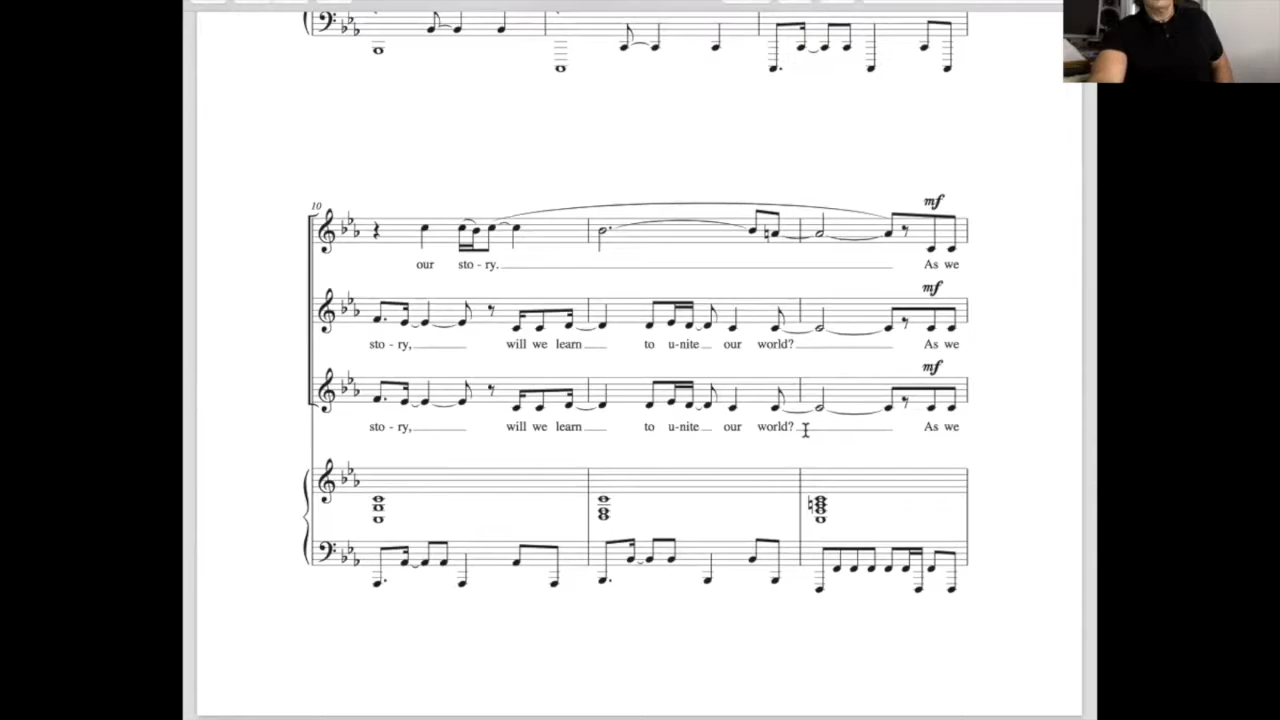 10
mf
our sto - ry. As we
mf
sto - ry, will we learn to u-nite our world? As we
mf
sto - ry, will we learn to u-nite our world? As we